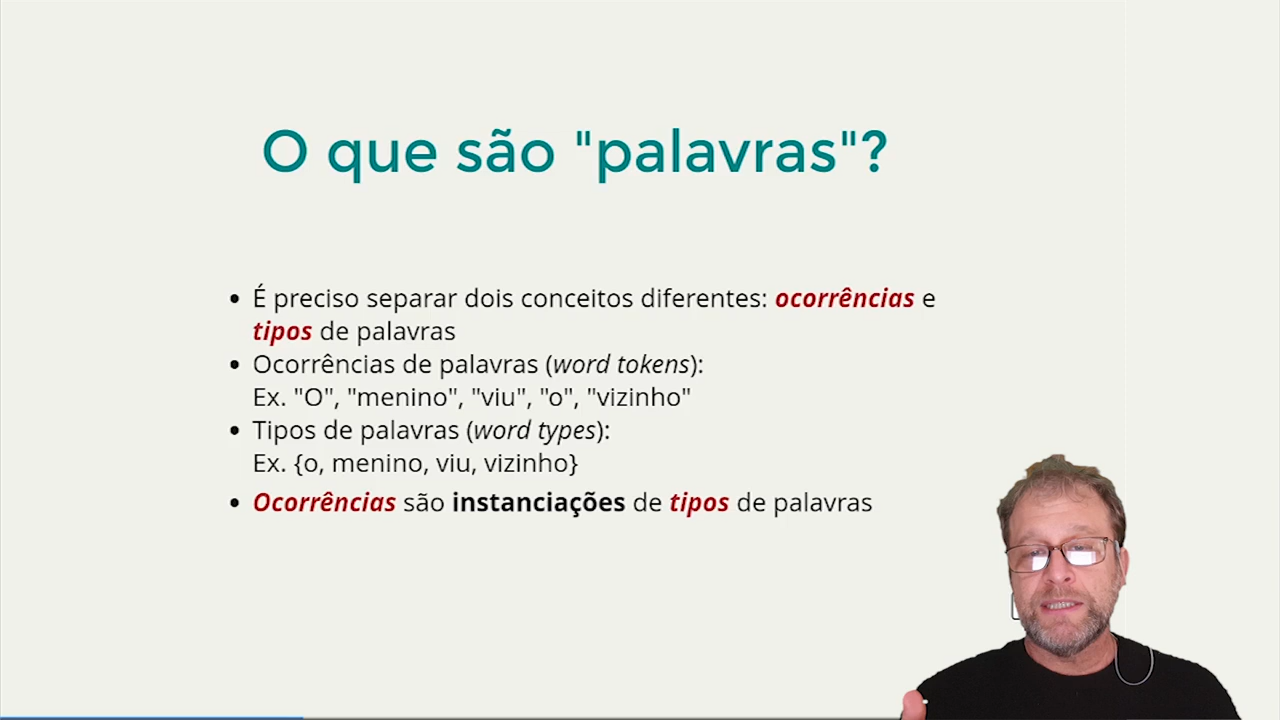 O que são "palavras"?
É preciso separar dois conceitos diferentes: ocorrências e
tipos de palavras
Ocorrências de palavras (word tokens):
Ex. "O", "menino", "viu", "o", "vizinho"
Tipos de palavras (word types):
Ex. {o, menino, viu, vizinho}
Ocorrências são instanciações de tipos de palavras